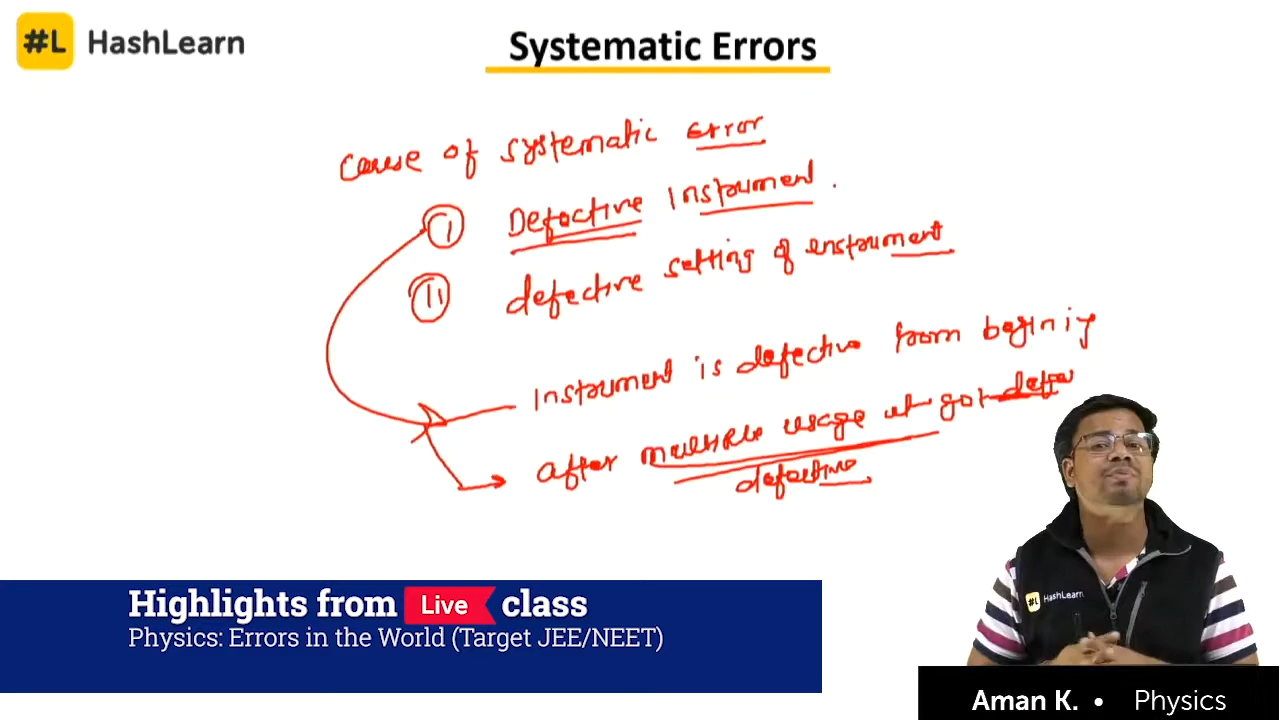 #L HashLearn
Systematic Errors
cause of systematic error
(I) Defective Instrument.
(II) defective setting of instrument
Instrument is defective from begining
After multiple usage it got
defective
#L HashLearn
Highlights from Live class
Physics: Errors in the World (Target JEE/NEET)
Aman K. • Physics